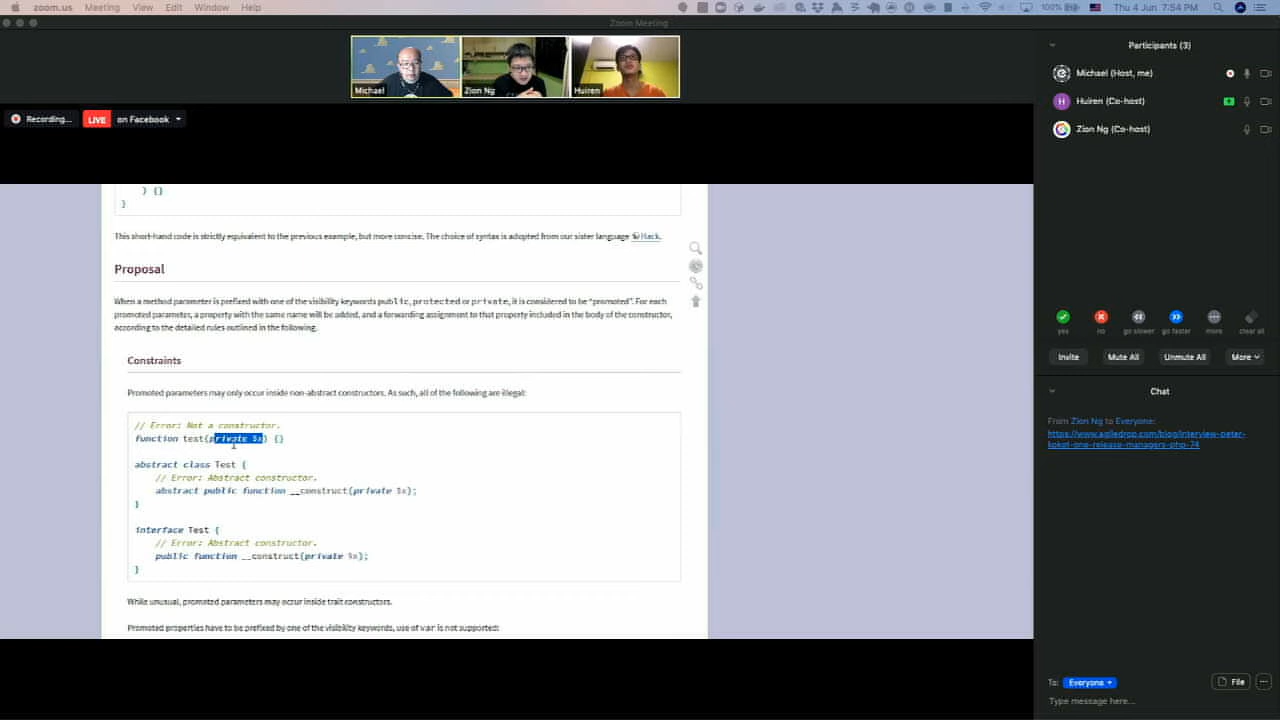 zoom.us Meeting View Edit Window Help
100% Thu 4 Jun 7:54 PM
Zoom Meeting
Michael
Zion Ng
Huiren
Recording...
LIVE on Facebook
) {}
}
This short-hand code is strictly equivalent to the previous example, but more concise. The choice of syntax is adopted from our sister language Hack.
Proposal
When a method parameter is prefixed with one of the visibility keywords public, protected or private, it is considered to be “promoted”. For each
promoted parameter, a property with the same name will be added, and a forwarding assignment to that property included in the body of the constructor,
according to the detailed rules outlined in the following.
Constraints
Promoted parameters may only occur inside non-abstract constructors. As such, all of the following are illegal:
// Error: Not a constructor.
function test(private $x) {}
abstract class Test {
// Error: Abstract constructor.
abstract public function __construct(private $x);
}
interface Test {
// Error: Abstract constructor.
public function __construct(private $x);
}
While unusual, promoted parameters may occur inside trait constructors.
Promoted properties have to be prefixed by one of the visibility keywords, use of var is not supported:
Participants (3)
Michael (Host, me)
H Huiren (Co-host)
Zion Ng (Co-host)
yes no go slower go faster more clear all
Invite Mute All Unmute All More
Chat
From Zion Ng to Everyone:
https://www.agiledrop.com/blog/interview-peter-
kokot-one-release-managers-php-74
To: Everyone File
Type message here...